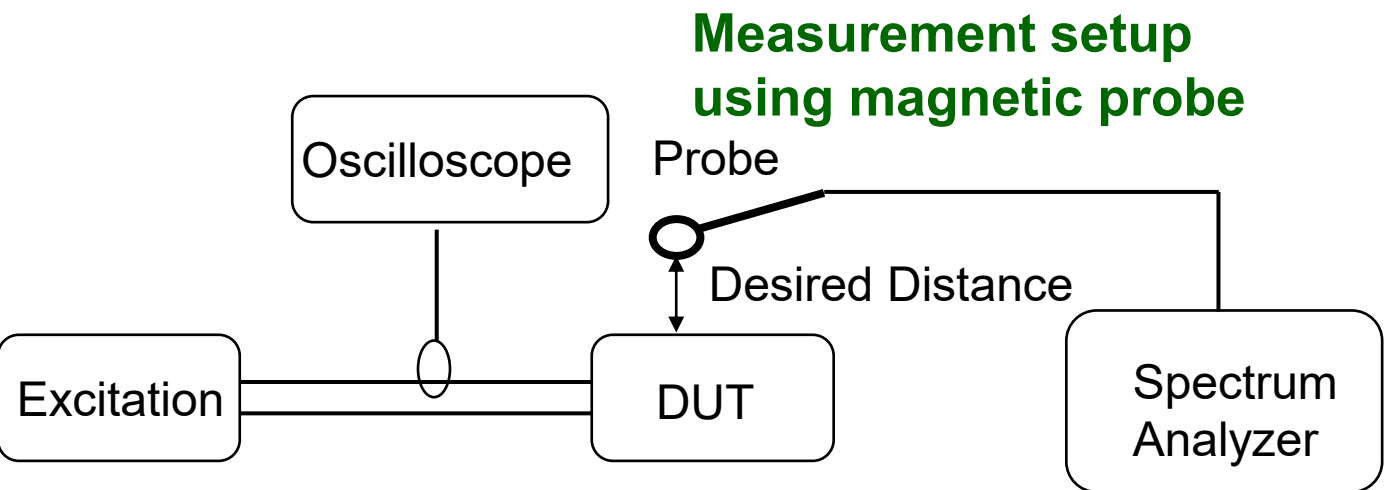 Measurement setup
using magnetic probe
Oscilloscope
Probe
Desired Distance
Excitation
DUT
Spectrum
Analyzer